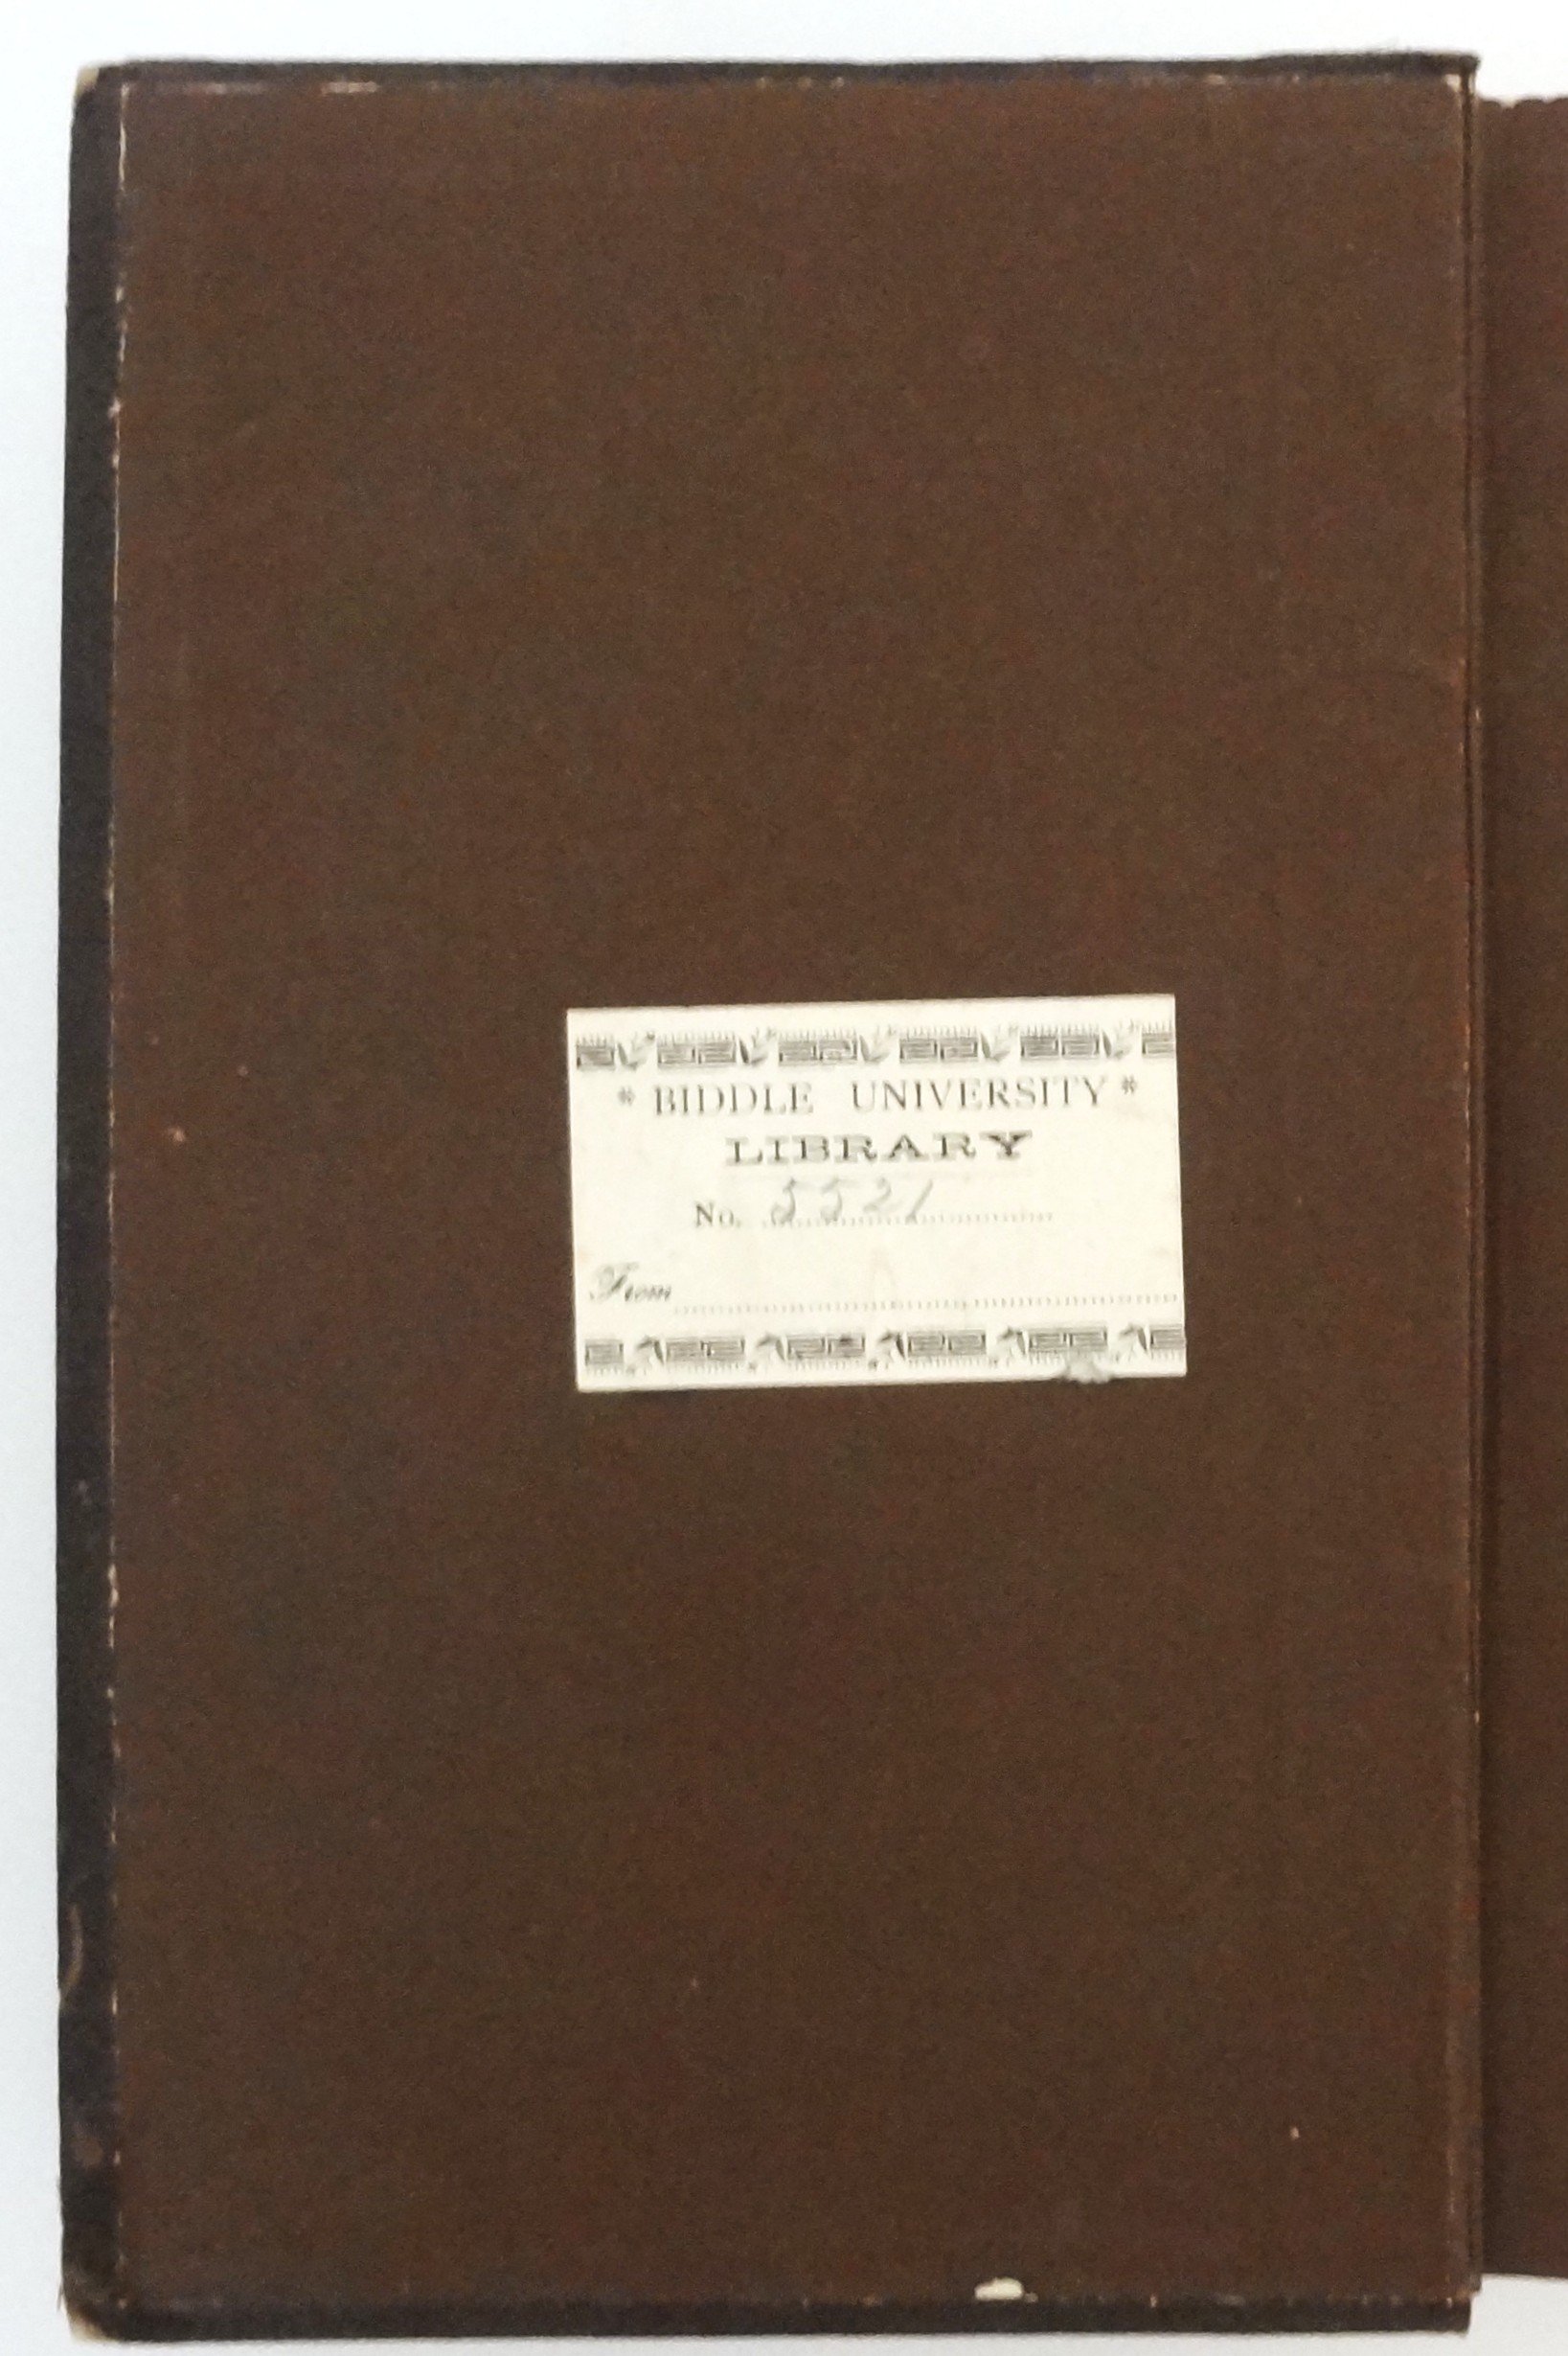 * BIDDLE UNIVERSITY *
LIBRARY
No. 5521
From